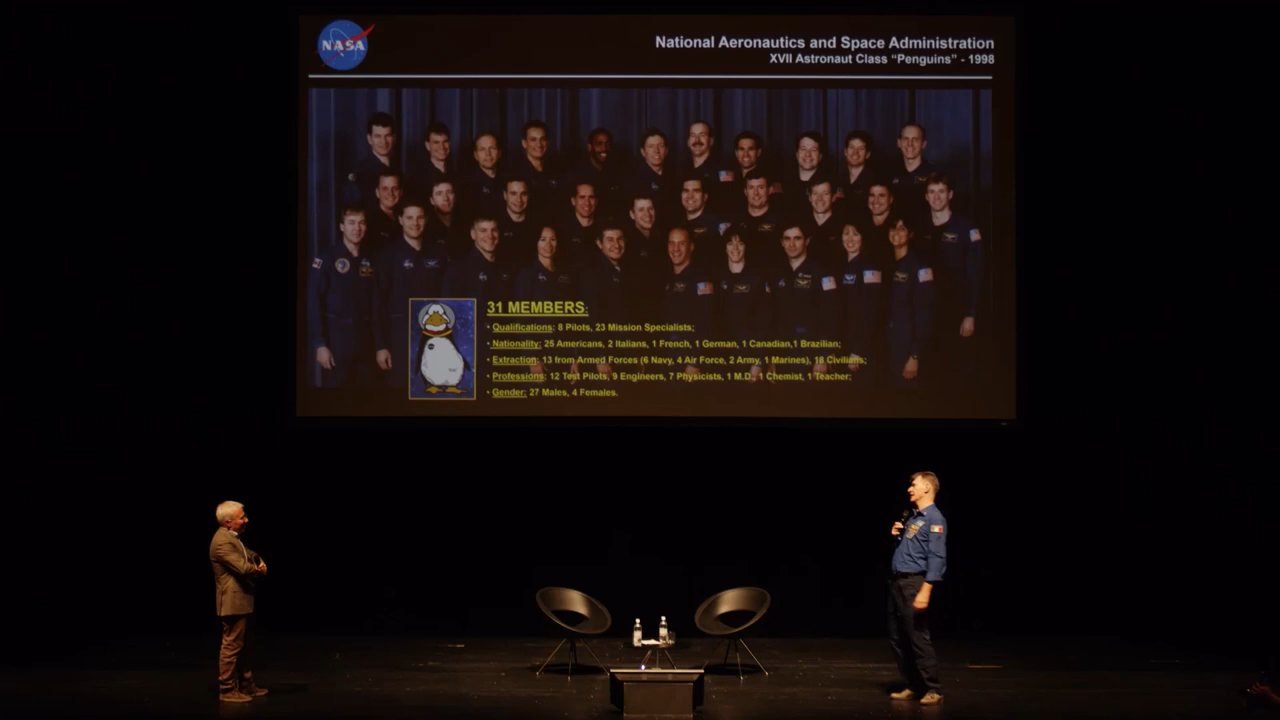 NASA
National Aeronautics and Space Administration
XVII Astronaut Class "Penguins" - 1998
31 MEMBERS:
• Qualifications: 8 Pilots, 23 Mission Specialists;
• Nationality: 25 Americans, 2 Italians, 1 French, 1 German, 1 Canadian,1 Brazilian;
• Extraction: 13 from Armed Forces (6 Navy, 4 Air Force, 2 Army, 1 Marines), 18 Civilians;
• Professions: 12 Test Pilots, 9 Engineers, 7 Physicists, 1 M.D., 1 Chemist, 1 Teacher;
• Gender: 27 Males, 4 Females.